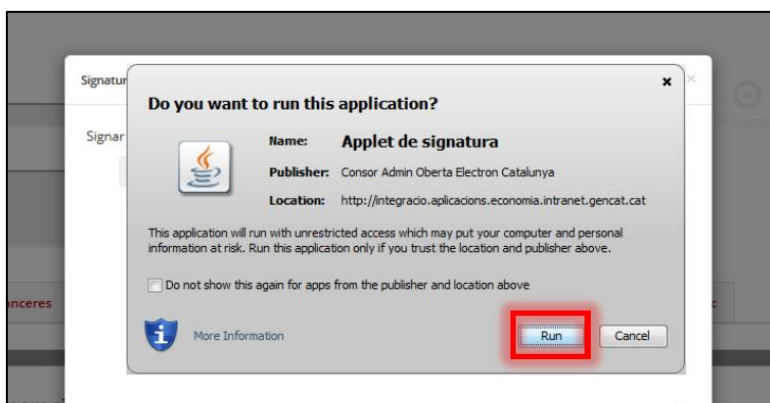 Signatur
Do you want to run this application?
Signar
Name: Applet de signatura
Publisher: Consor Admin Oberta Electron Catalunya
Location: http://integracio.aplicacions.economia.intranet.gencat.cat
This application will run with unrestricted access which may put your computer and personal
information at risk. Run this application only if you trust the location and publisher above.
Do not show this again for apps from the publisher and location above
anceres
c
More Information
Run
Cancel